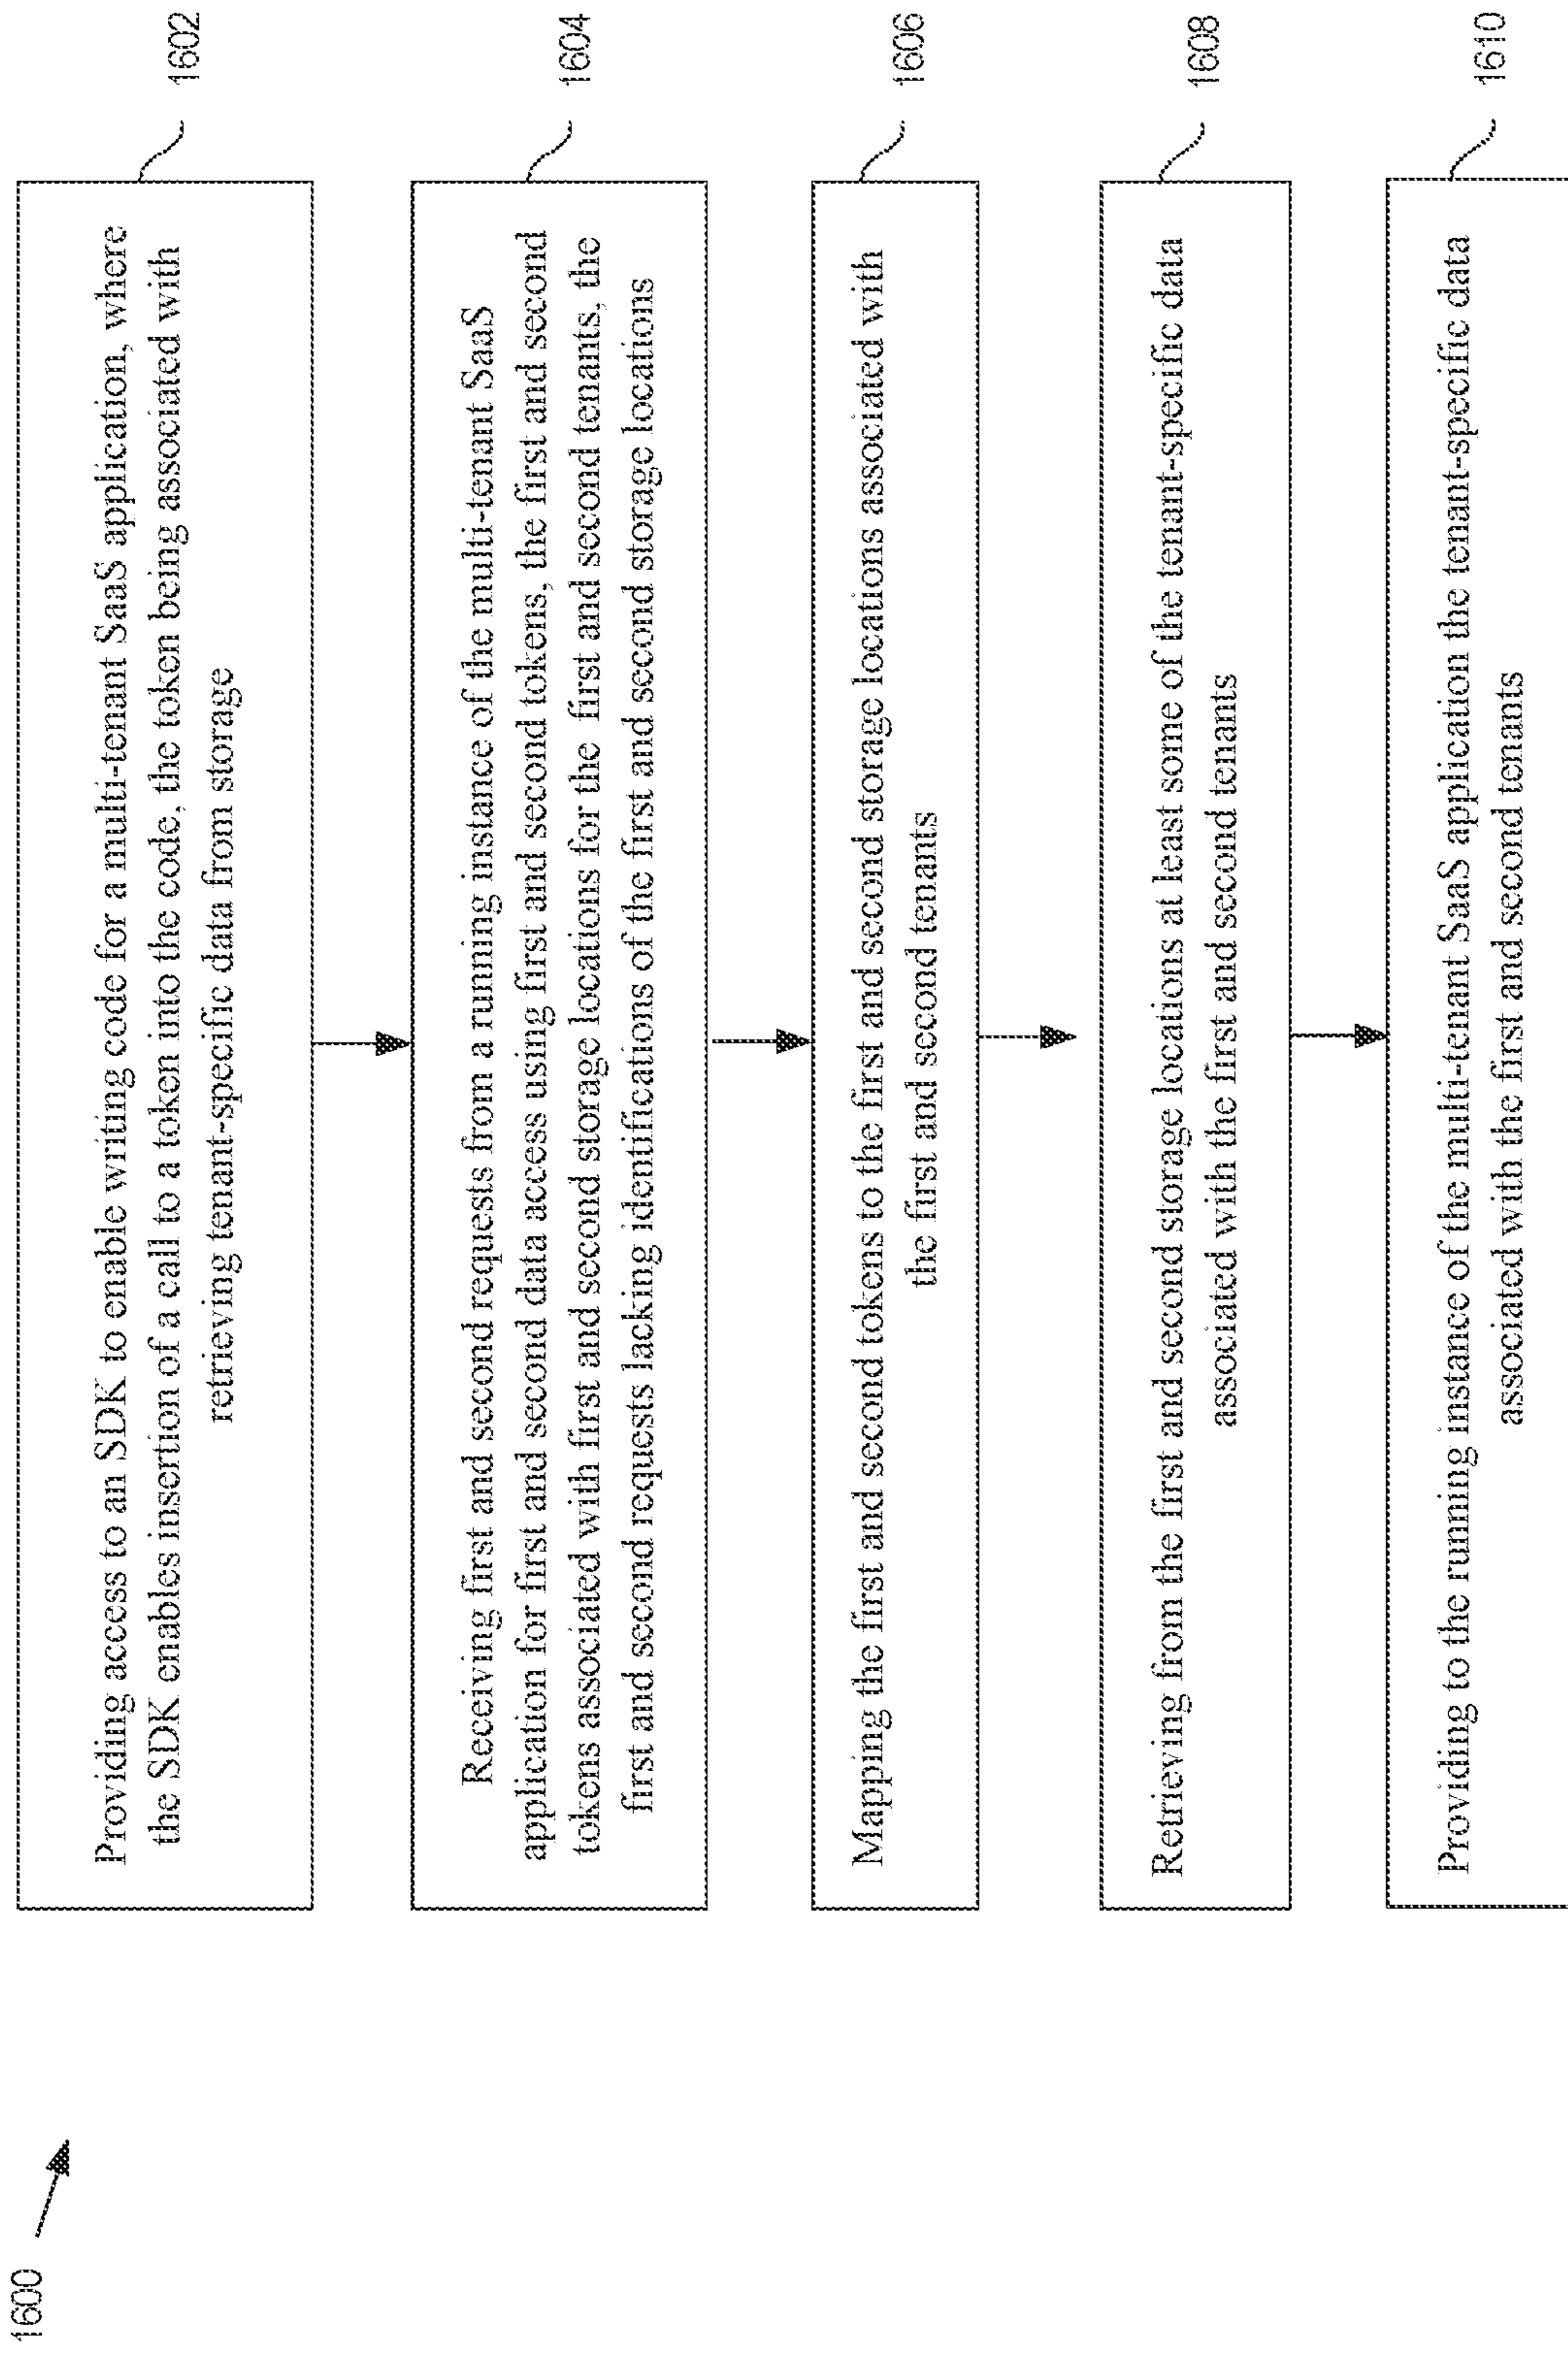 1600
Providing access to an SDK to enable writing code for a multi-tenant SaaS application, where
the SDK enables insertion of a call to a token into the code, the token being associated with
retrieving tenant-specific data from storage
1602
Receiving first and second requests from a running instance of the multi-tenant SaaS
application for first and second data access using first and second tokens, the first and second
tokens associated with first and second storage locations for the first and second tenants, the
first and second requests lacking identifications of the first and second storage locations
1604
Mapping the first and second tokens to the first and second storage locations associated with
the first and second tenants
1606
Retrieving from the first and second storage locations at least some of the tenant-specific data
associated with the first and second tenants
1608
Providing to the running instance of the multi-tenant SaaS application the tenant-specific data
associated with the first and second tenants
1610